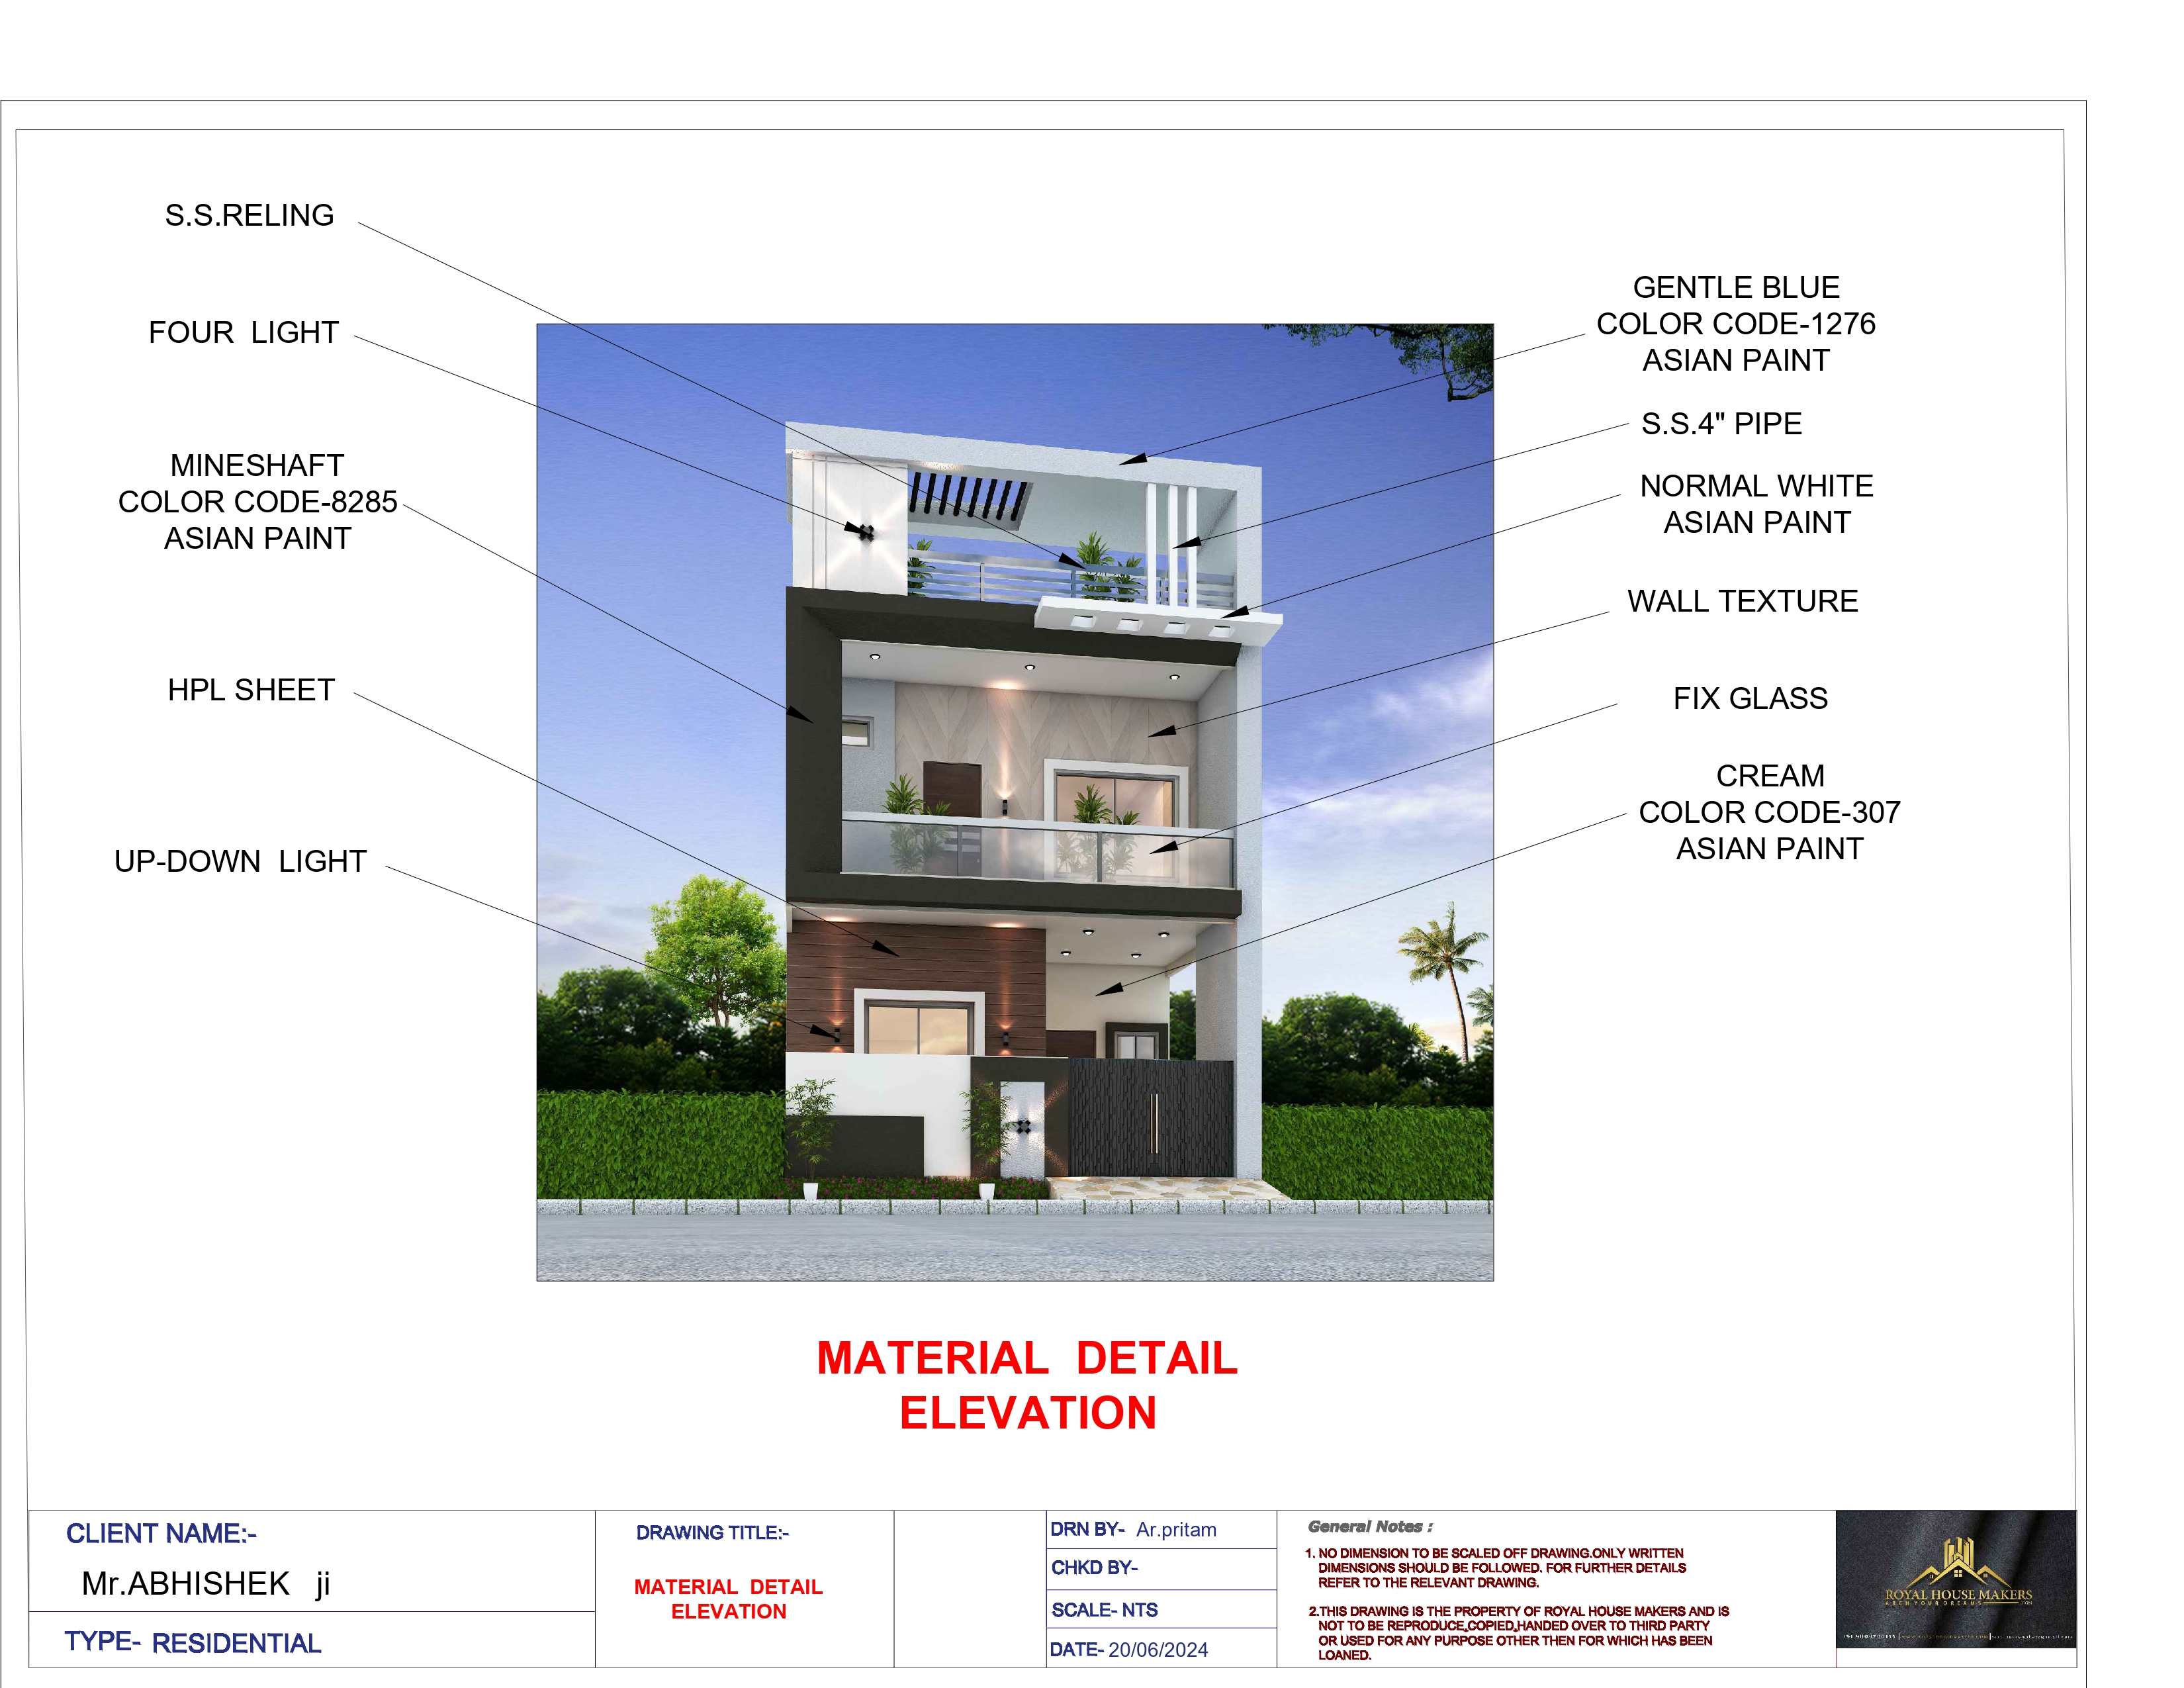 S.S.RELING
FOUR LIGHT
MINESHAFT
COLOR CODE-8285
ASIAN PAINT
HPL SHEET
UP-DOWN LIGHT
GENTLE BLUE
COLOR CODE-1276
ASIAN PAINT
S.S.4" PIPE
NORMAL WHITE
ASIAN PAINT
WALL TEXTURE
FIX GLASS
CREAM
COLOR CODE-307
ASIAN PAINT
MATERIAL DETAIL
ELEVATION
CLIENT NAME:-
Mr.ABHISHEK ji
TYPE- RESIDENTIAL
DRAWING TITLE:-
MATERIAL DETAIL
ELEVATION
DRN BY- Ar.pritam
CHKD BY-
SCALE- NTS
DATE- 20/06/2024
General Notes :
1. NO DIMENSION TO BE SCALED OFF DRAWING.ONLY WRITTEN
DIMENSIONS SHOULD BE FOLLOWED. FOR FURTHER DETAILS
REFER TO THE RELEVANT DRAWING.
2.THIS DRAWING IS THE PROPERTY OF ROYAL HOUSE MAKERS AND IS
NOT TO BE REPRODUCE,COPIED,HANDED OVER TO THIRD PARTY
OR USED FOR ANY PURPOSE OTHER THEN FOR WHICH HAS BEEN
LOANED.
ROYAL HOUSE MAKERS
ARCH YOUR DREAMS
.COM